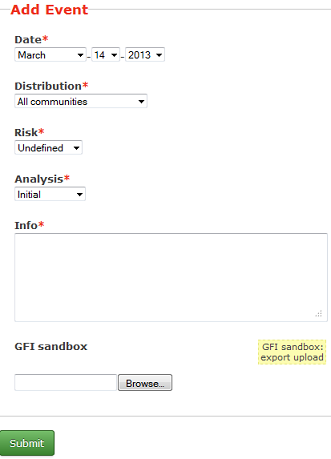 Add Event
Date*
March - 14 - 2013
Distribution*
All communities
Risk*
Undefined
Analysis*
Initial
Info*
GFI sandbox
GFI sandbox:
export upload
Browse...
Submit